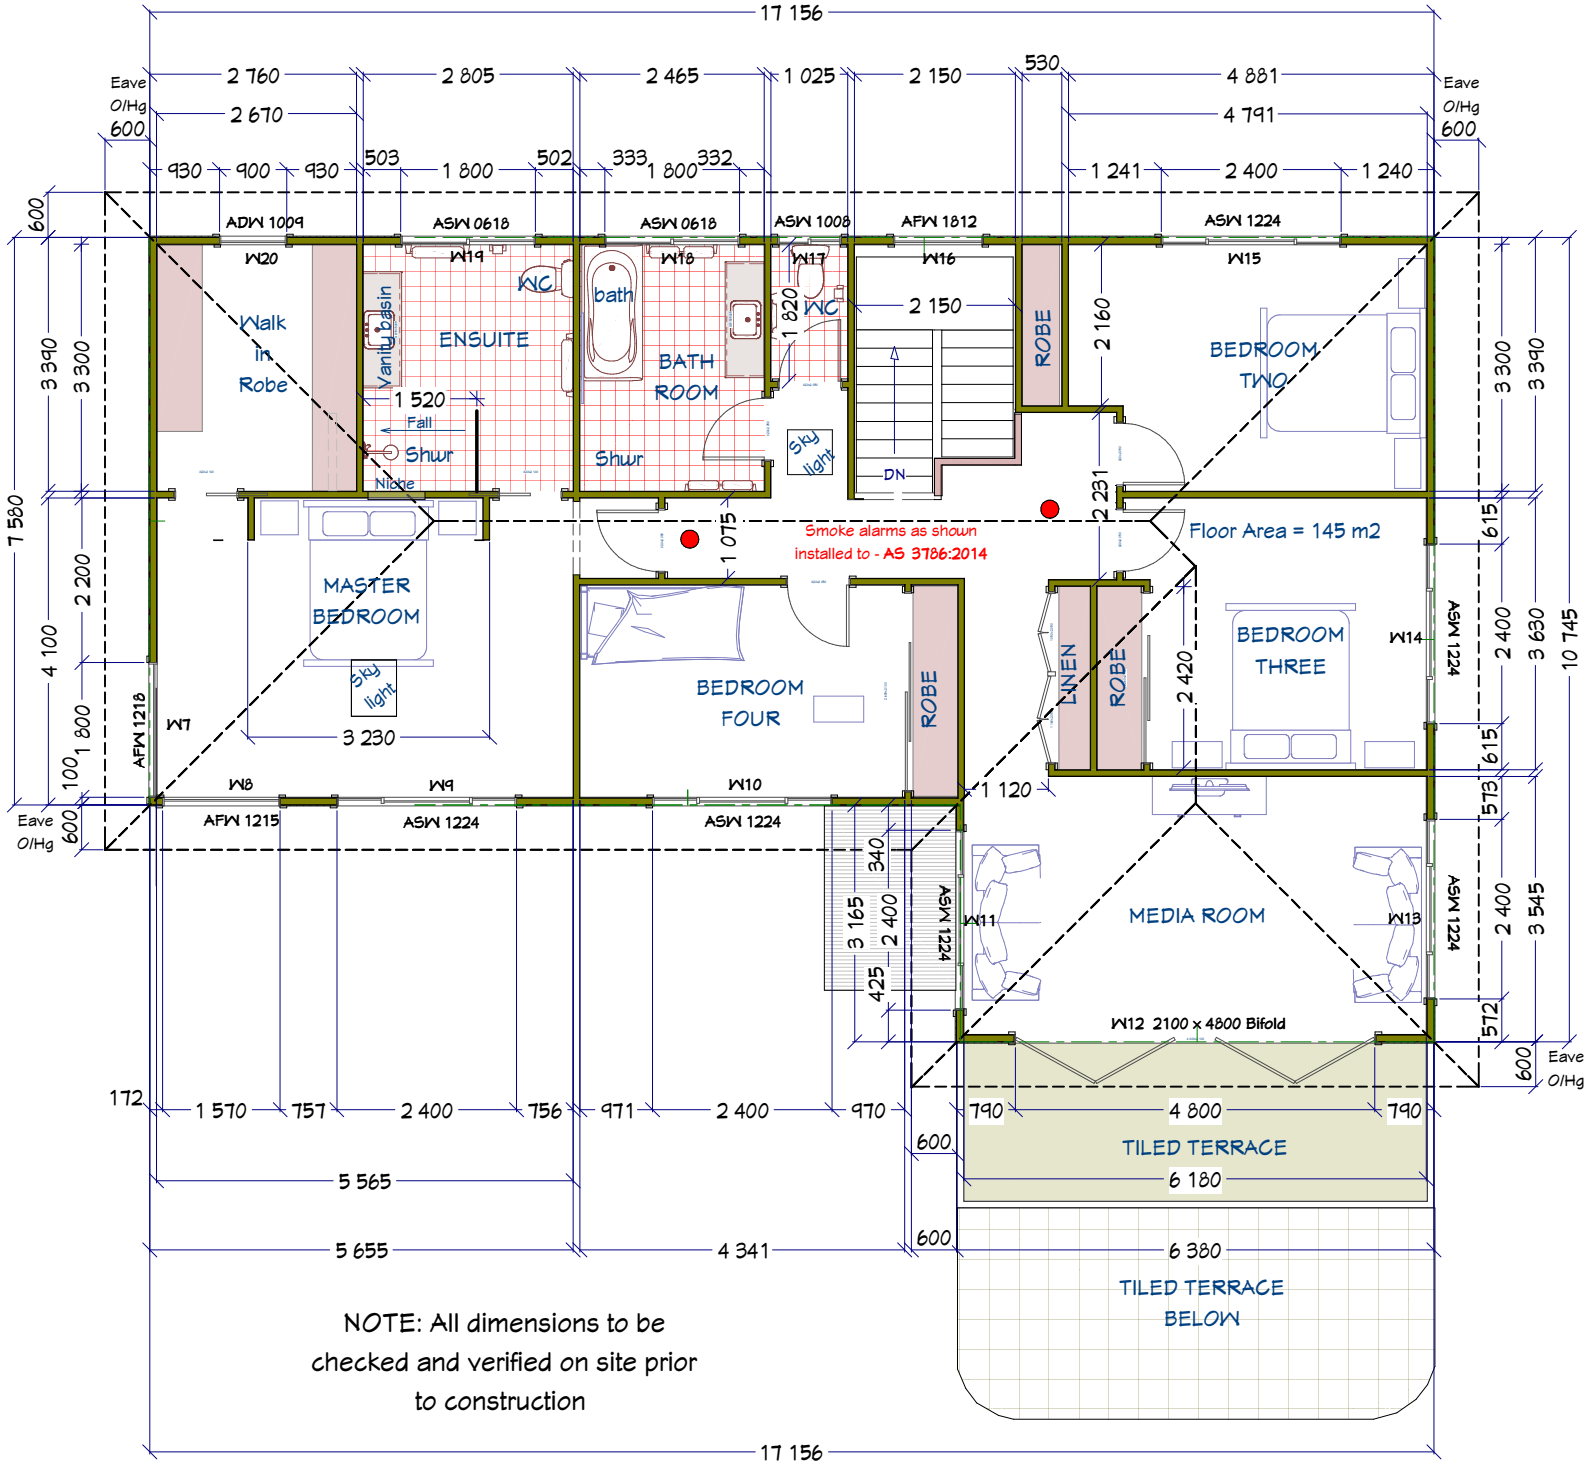 17 156
2 760
2 805
2 465
1 025
2 150
530
4 881
Eave
O/Hg
600
2 670
4 791
Eave
O/Hg
600
930
900
930
503
1 800
502
333
1 800
332
1 241
2 400
1 240
600
ADW 1009
ASW 0618
ASW 0618
ASW 1008
AFW 1812
ASW 1224
W20
W19
W18
W17
W16
W15
WC
bath
WC
1 820
2 150
2 160
Walk
in
Robe
Vanity basin
ENSUITE
BATH
ROOM
ROBE
BEDROOM
TWO
3 390
3 300
3 300
3 390
1 520
Fall
Shwr
Niche
Shwr
Sky
light
DN
2 231
7 580
1 075
Smoke alarms as shown
installed to - AS 3786:2014
Floor Area = 145 m2
615
MASTER
BEDROOM
2 200
4 100
Sky
light
BEDROOM
FOUR
ROBE
LINEN
ROBE
2 420
BEDROOM
THREE
W14
ASW 1224
2 400
3 630
10 745
615
AFW 1218
W7
1 800
100
3 230
W8
W9
W10
1 120
573
Eave
O/Hg
600
AFW 1215
ASW 1224
ASW 1224
340
3 165
2 400
425
ASW 1224
W11
MEDIA ROOM
W13
ASW 1224
2 400
3 545
572
W12 2100 x 4800 Bifold
600
Eave
O/Hg
172
1 570
757
2 400
756
971
2 400
970
790
4 800
790
600
TILED TERRACE
5 565
6 180
5 655
4 341
600
6 380
TILED TERRACE
BELOW
NOTE: All dimensions to be
checked and verified on site prior
to construction
17 156